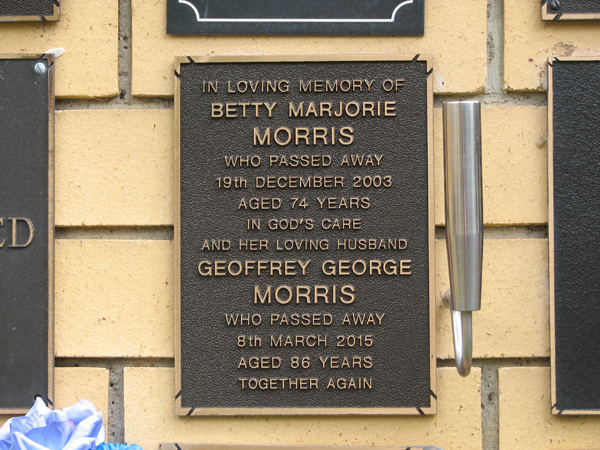 IN LOVING MEMORY OF
BETTY MARJORIE
MORRIS
WHO PASSED AWAY
19th DECEMBER 2003
AGED 74 YEARS
IN GOD'S CARE
AND HER LOVING HUSBAND
GEOFFREY GEORGE
MORRIS
WHO PASSED AWAY
8th MARCH 2015
AGED 86 YEARS
TOGETHER AGAIN